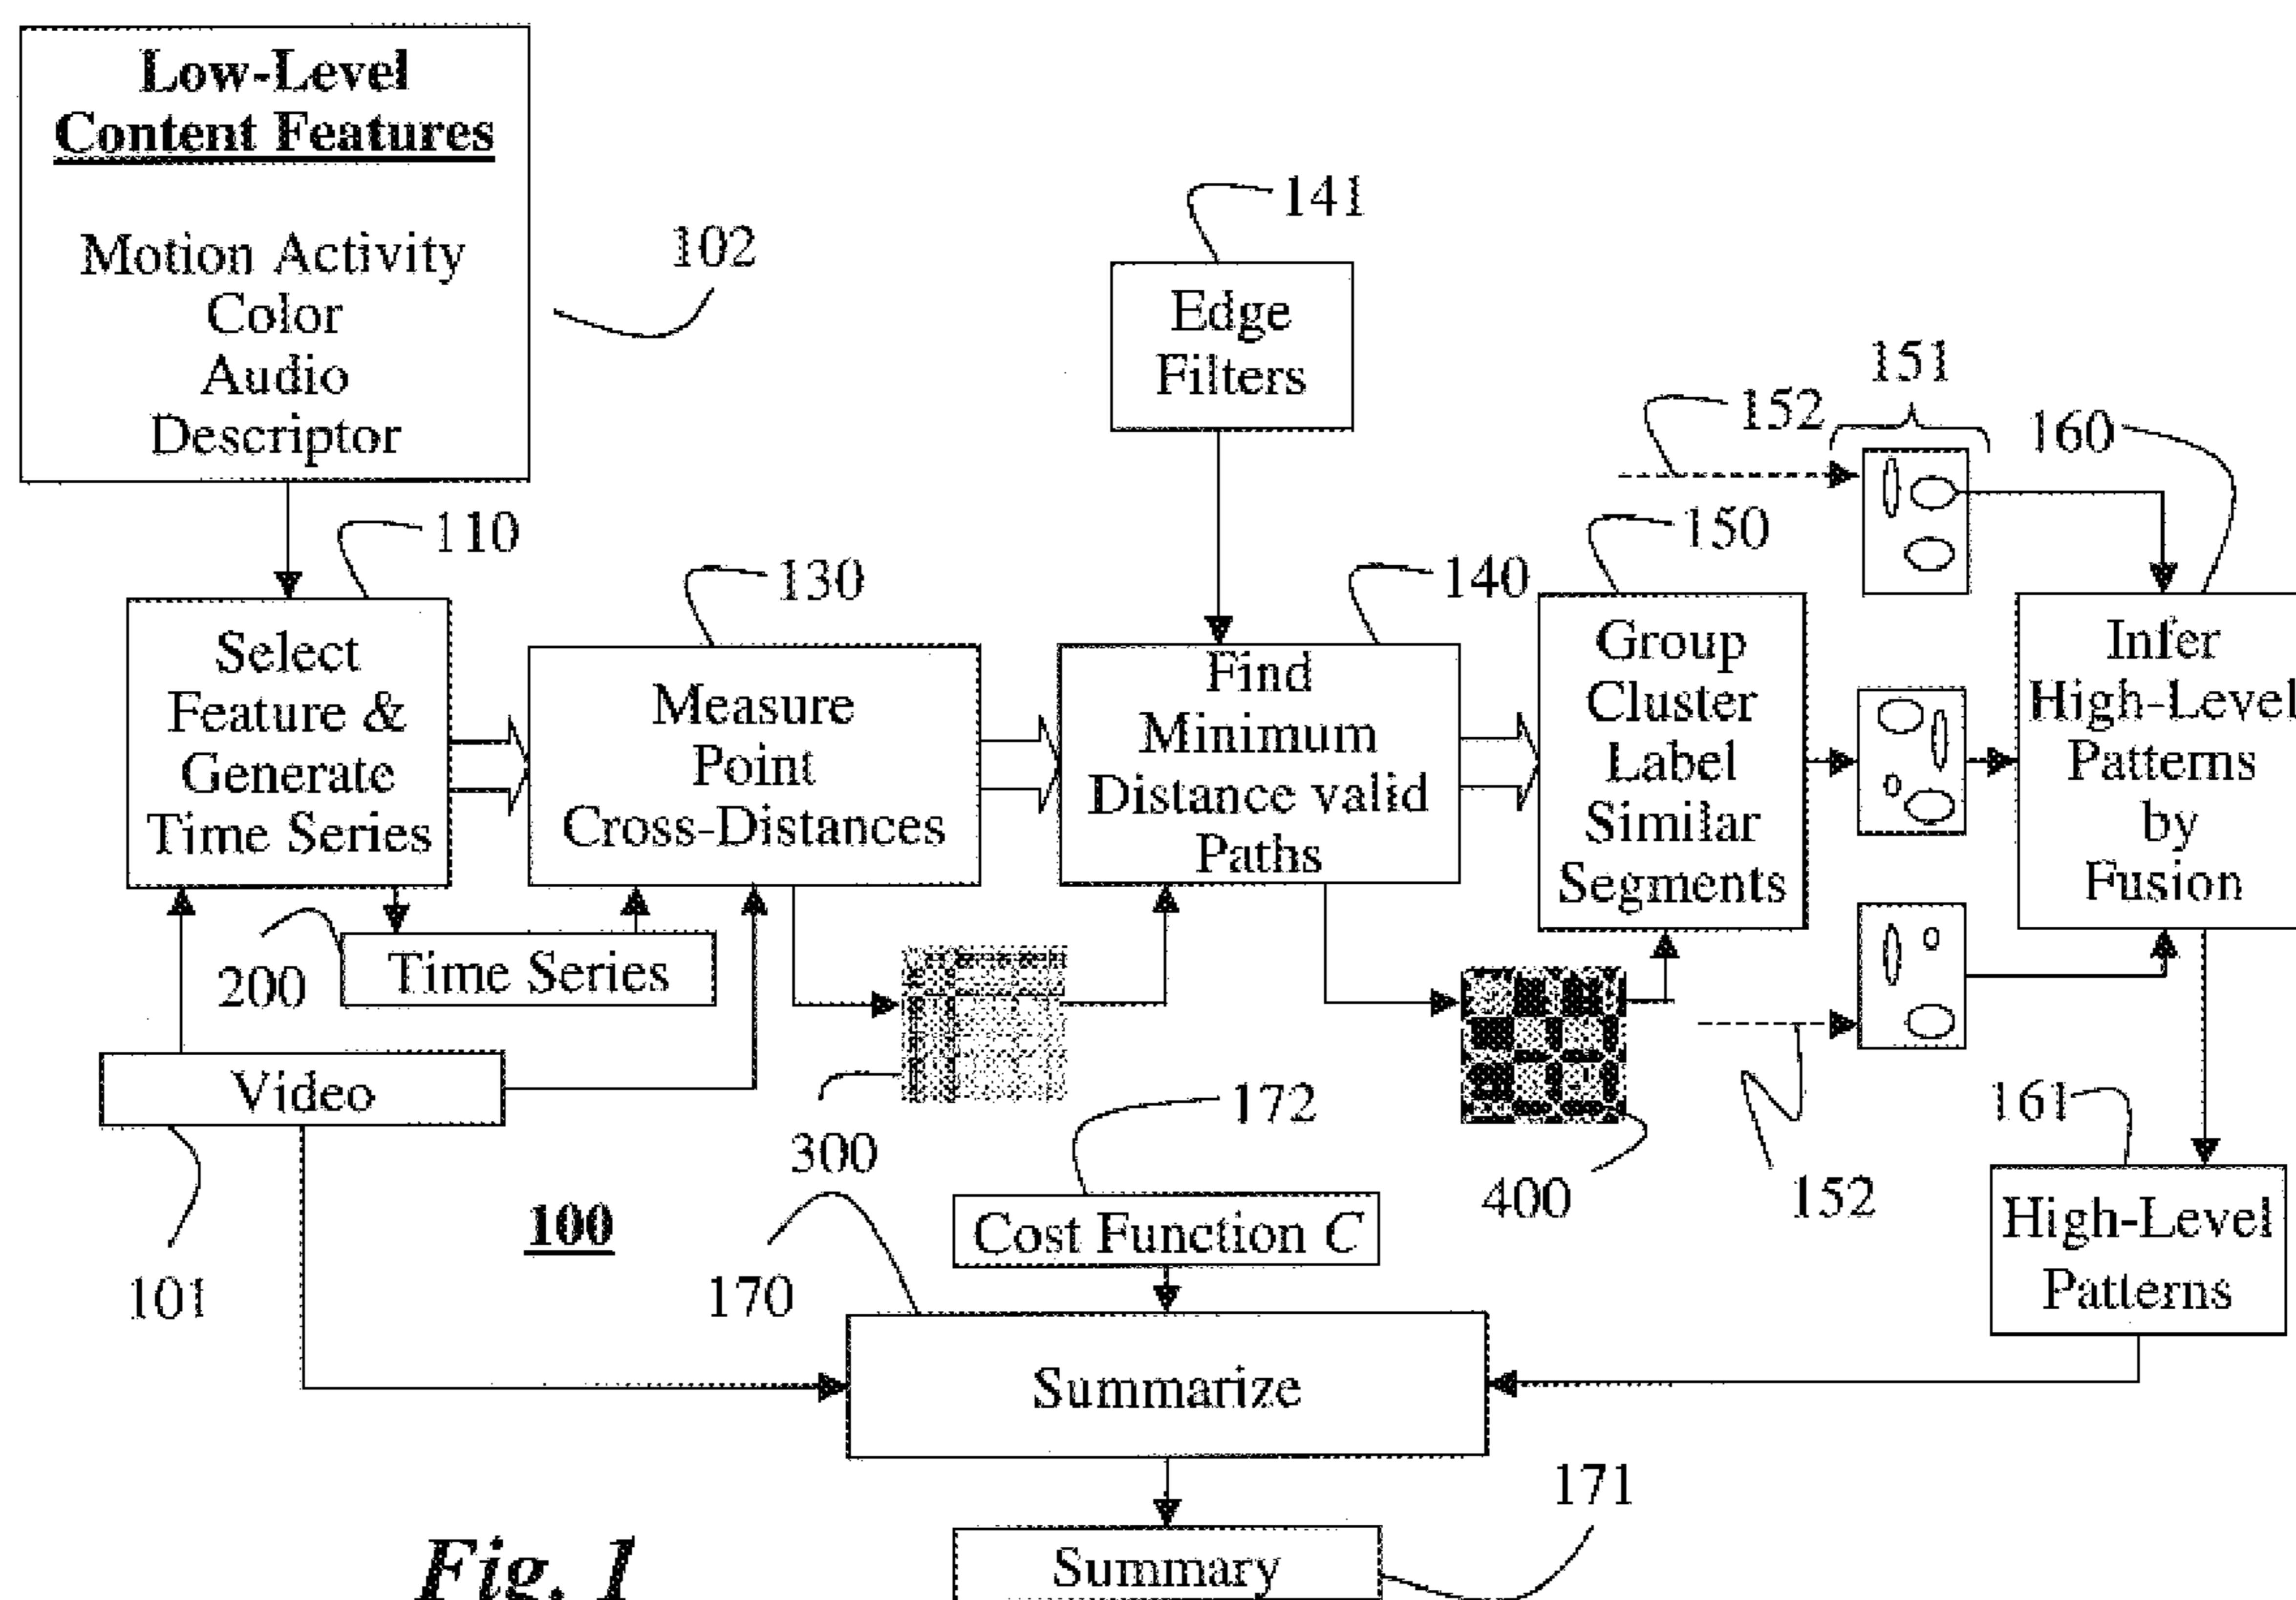 Low-Level
Content Features
Motion Activity
Color
Audio
Descriptor
102
141
Edge
Filters
151
152
160
110
130
140
150
Select
Feature &
Generate
Time Series
Measure
Point
Cross-Distances
Find
Minimum
Distance valid
Paths
Group
Cluster
Label
Similar
Segments
Infer
High-Level
Patterns
by
Fusion
200
Time Series
Video
101
300
172
400
152
161
100
170
Cost Function C
High-Level
Patterns
Summarize
171
Summary
Fig. 1